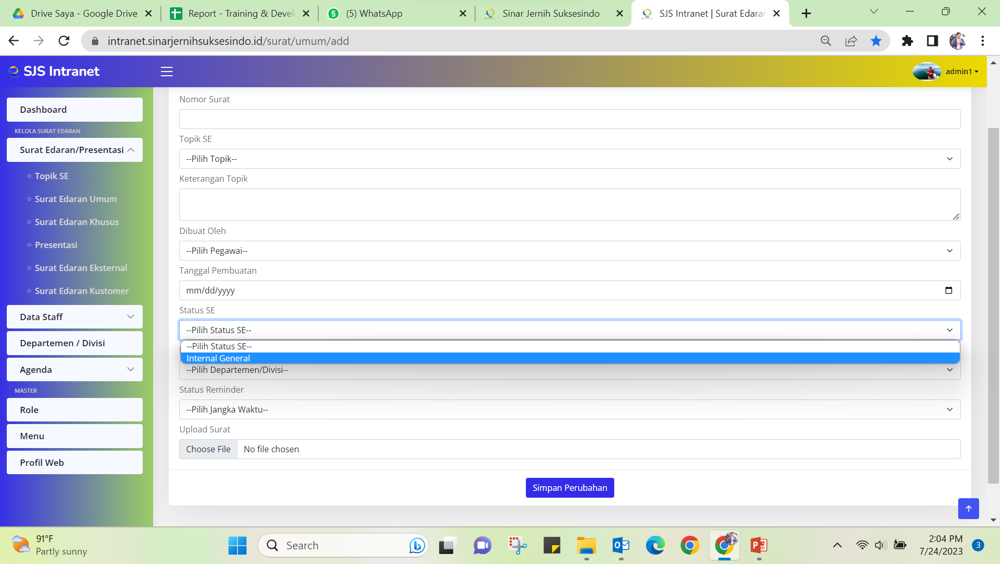 Drive Saya - Google Drive
Report - Training & Devel
(5) WhatsApp
Sinar Jernih Suksesindo
SJS Intranet | Surat Edaran
intranet.sinarjernihsuksesindo.id/surat/umum/add
SJS Intranet
admin1
Dashboard
KELOLA SURAT EDARAN
Surat Edaran/Presentasi
Topik SE
Surat Edaran Umum
Surat Edaran Khusus
Presentasi
Surat Edaran Eksternal
Surat Edaran Kustomer
Data Staff
Departemen / Divisi
Agenda
MASTER
Role
Menu
Profil Web
Nomor Surat
Topik SE
--Pilih Topik--
Keterangan Topik
Dibuat Oleh
--Pilih Pegawai--
Tanggal Pembuatan
mm/dd/yyyy
Status SE
--Pilih Status SE--
--Pilih Status SE--
Internal General
--Pilih Departemen/Divisi--
Status Reminder
--Pilih Jangka Waktu--
Upload Surat
Choose File No file chosen
Simpan Perubahan
91°F
Partly sunny
Search
2:04 PM
7/24/2023
3